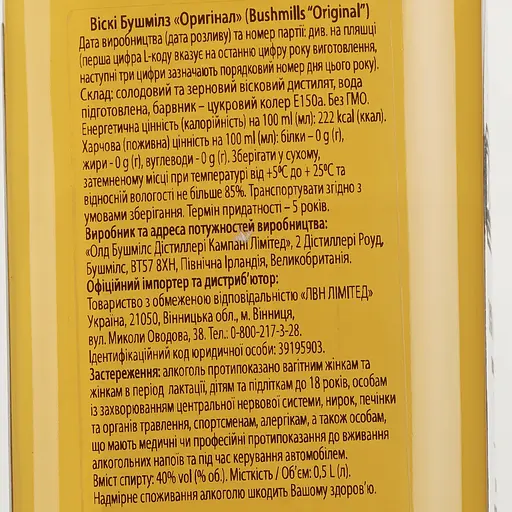 Віскі Бушмілз «Оригінал» (Bushmills “Original”)
Дата виробництва (дата розливу) та номер партії: див. на пляшці
(перша цифра L-коду вказує на останню цифру року виготовлення,
наступні три цифри зазначають порядковий номер дня цього року).
Склад: солодовий та зерновий вісковий дистилят, вода
підготовлена, барвник – цукровий колер Е150а. Без ГМО.
Енергетична цінність (калорійність) на 100 ml (мл): 222 kcal (ккал).
Харчова (поживна) цінність на 100 ml (мл): білки – 0 g (г),
жири - 0 g (г), вуглеводи - 0 g (г). Зберігати у сухому,
затемненому місці при температурі від +5ºС до + 25ºС та
відносній вологості не більше 85%. Транспортувати згідно з
умовами зберігання. Термін придатності – 5 років.
Виробник та адреса потужностей виробництва:
«Олд Бушмілс Дістіллері Кампані Лімітед», 2 Дістіллері Роуд,
Бушмілс, BT57 8XH, Північна Ірландія, Великобританія.
Офіційний імпортер та дистриб’ютор:
Товариство з обмеженою відповідальністю «ЛВН ЛІМІТЕД»
Україна, 21050, Вінницька обл., м. Вінниця,
вул. Миколи Оводова, 38. Тел.: 0-800-217-3-28.
Ідентифікаційний код юридичної особи: 39195903.
Застереження: алкоголь протипоказано вагітним жінкам та
жінкам в період лактації, дітям та підліткам до 18 років, особам
із захворюванням центральної нервової системи, нирок, печінки
та органів травлення, спортсменам, алергікам, а також особам,
що мають медичні чи професійні протипоказання до вживання
алкогольних напоїв та під час керування автомобілем.
Вміст спирту: 40% vol (% об.). Місткість / Об’єм: 0,5 L (л).
Надмірне споживання алкоголю шкодить Вашому здоров’ю.